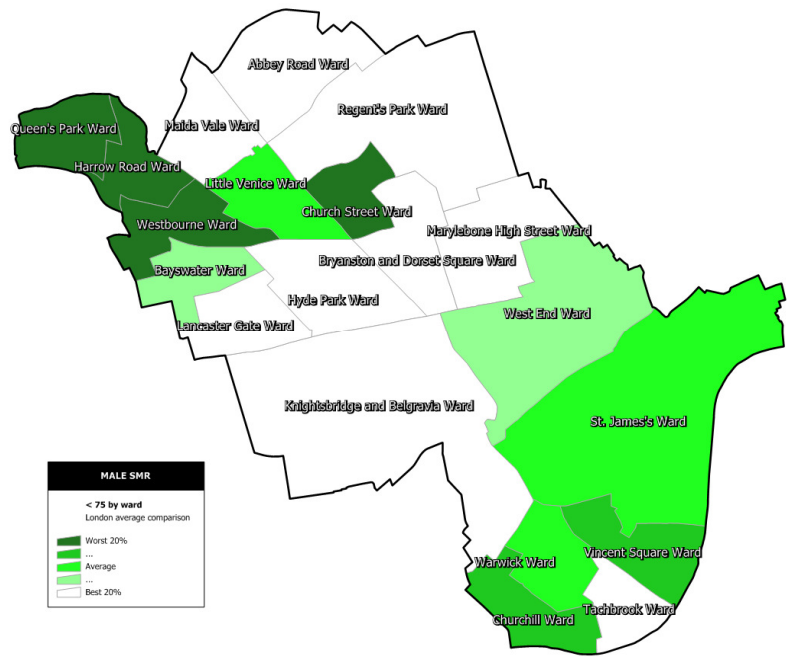 Abbey Road Ward
Regent's Park Ward
Queen's Park Ward
Maida Vale Ward
Harrow Road Ward
Little Venice Ward
Church Street Ward
Westbourne Ward
Marylebone High Street Ward
Bryanston and Dorset Square Ward
Bayswater Ward
Hyde Park Ward
West End Ward
Lancaster Gate Ward
Knightsbridge and Belgravia Ward
St. James's Ward
MALE SMR
< 75 by ward
London average comparison
Worst 20%
...
Average
...
Best 20%
Vincent Square Ward
Warwick Ward
Tachbrook Ward
Churchill Ward